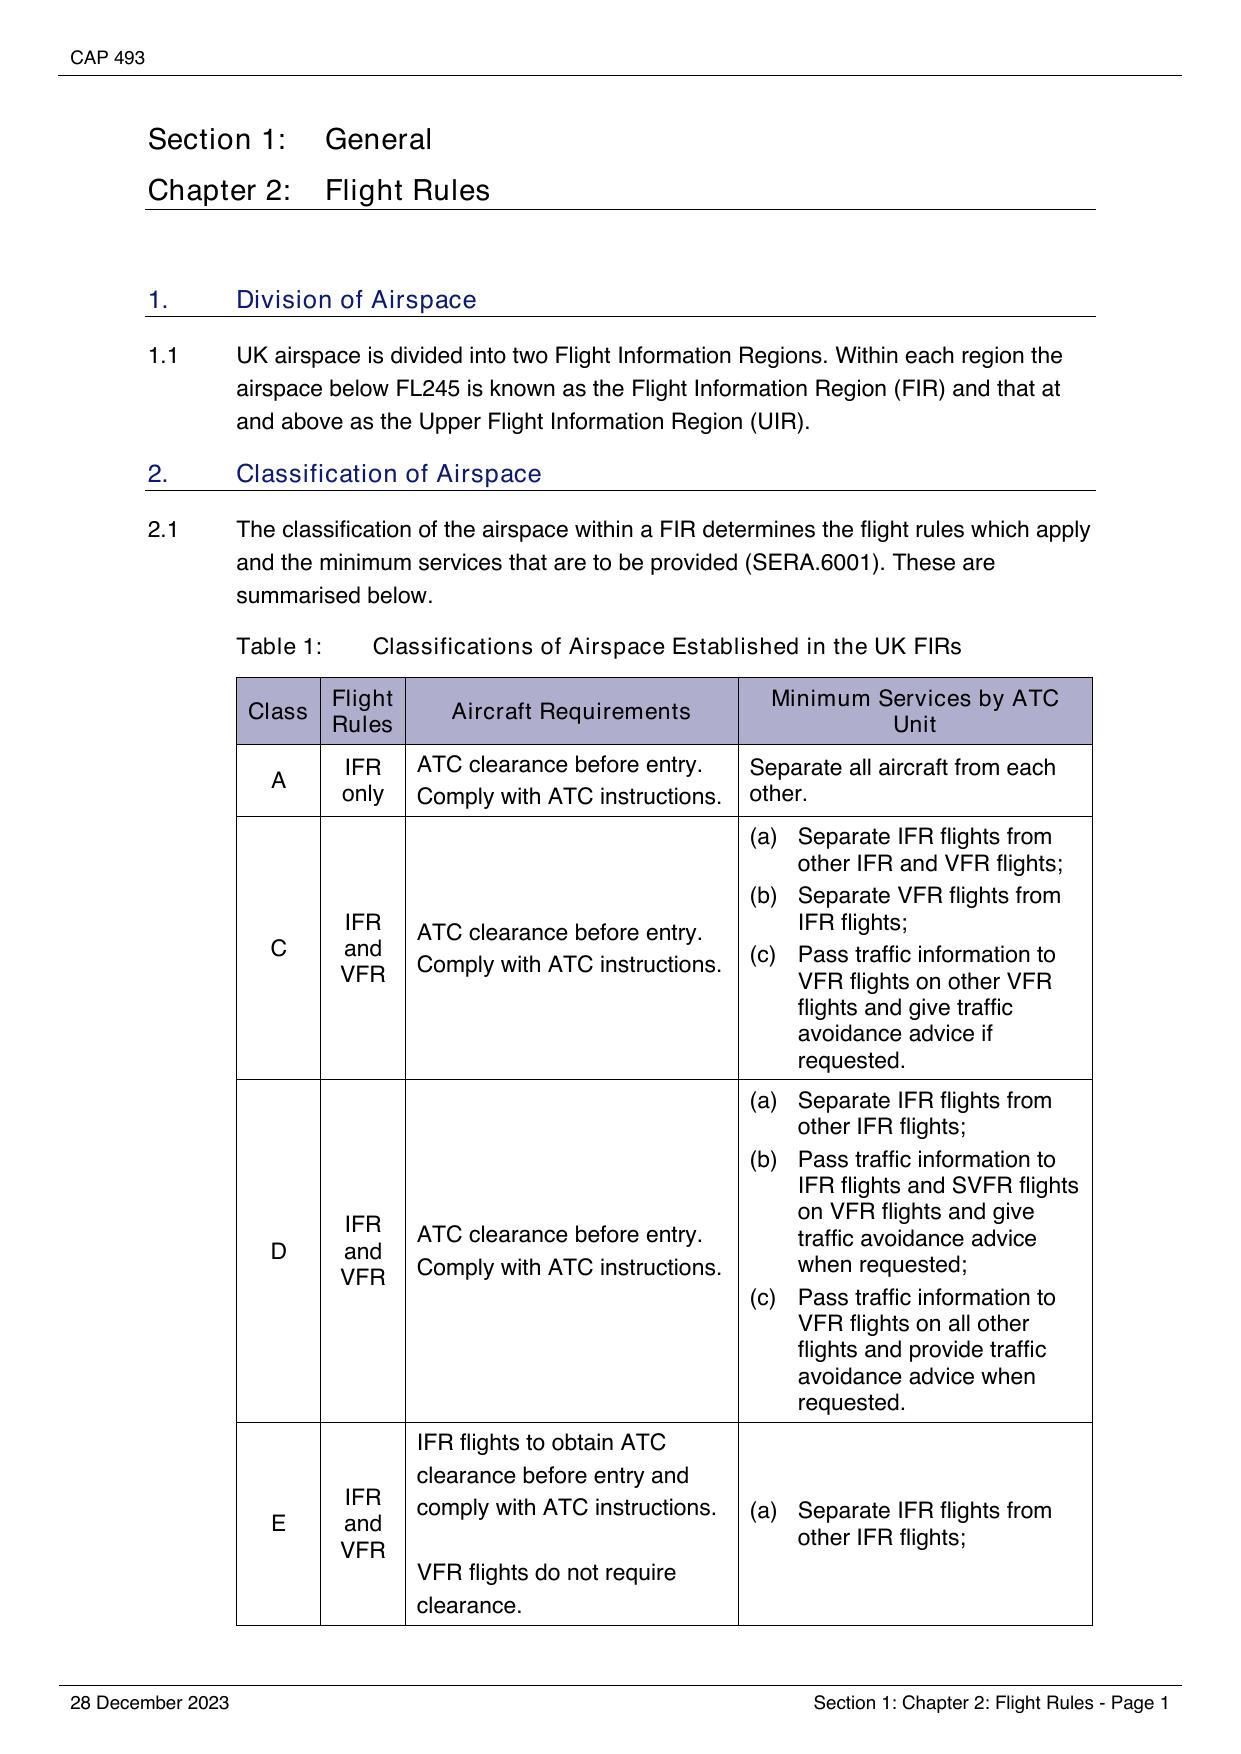 CAP 493
Section 1: General
Chapter 2: Flight Rules
1. Division of Airspace
1.1 UK airspace is divided into two Flight Information Regions. Within each region the
airspace below FL245 is known as the Flight Information Region (FIR) and that at
and above as the Upper Flight Information Region (UIR).
2. Classification of Airspace
2.1 The classification of the airspace within a FIR determines the flight rules which apply
and the minimum services that are to be provided (SERA.6001). These are
summarised below.
Table 1: Classifications of Airspace Established in the UK FIRs
Class
Flight
Rules
Aircraft Requirements
Minimum Services by ATC
Unit
A
IFR
only
ATC clearance before entry.
Comply with ATC instructions.
Separate all aircraft from each
other.
C
IFR
and
VFR
ATC clearance before entry.
Comply with ATC instructions.
(a) Separate IFR flights from
other IFR and VFR flights;
(b) Separate VFR flights from
IFR flights;
(c) Pass traffic information to
VFR flights on other VFR
flights and give traffic
avoidance advice if
requested.
D
IFR
and
VFR
ATC clearance before entry.
Comply with ATC instructions.
(a) Separate IFR flights from
other IFR flights;
(b) Pass traffic information to
IFR flights and SVFR flights
on VFR flights and give
traffic avoidance advice
when requested;
(c) Pass traffic information to
VFR flights on all other
flights and provide traffic
avoidance advice when
requested.
E
IFR
and
VFR
IFR flights to obtain ATC
clearance before entry and
comply with ATC instructions.
VFR flights do not require
clearance.
(a) Separate IFR flights from
other IFR flights;
28 December 2023
Section 1: Chapter 2: Flight Rules - Page 1